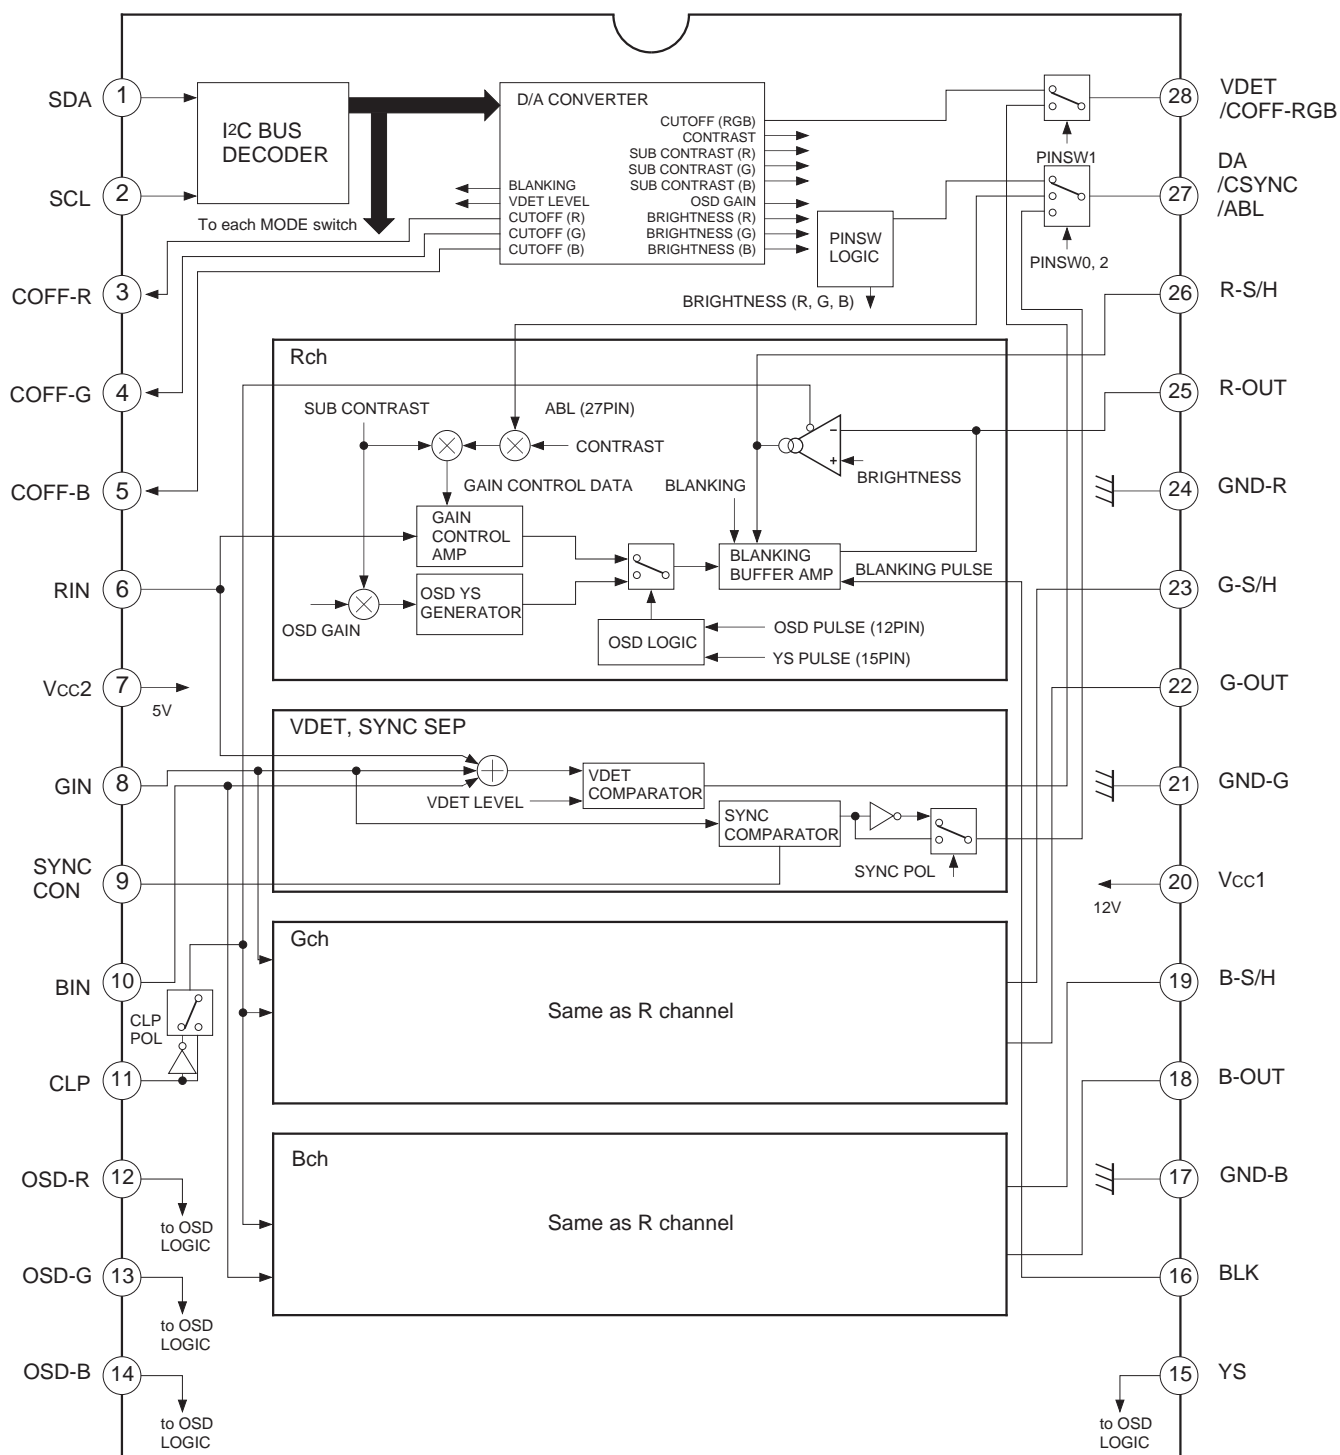 SDA
1
SCL
2
COFF-R
3
COFF-G
4
COFF-B
5
RIN
6
Vcc2
7
5V
GIN
8
SYNC
CON
9
BIN
10
CLP
POL
CLP
11
OSD-R
12
to OSD
LOGIC
OSD-G
13
to OSD
LOGIC
OSD-B
14
to OSD
LOGIC
I2C BUS
DECODER
To each MODE switch
D/A CONVERTER
CUTOFF (RGB)
CONTRAST
SUB CONTRAST (R)
SUB CONTRAST (G)
SUB CONTRAST (B)
OSD GAIN
BRIGHTNESS (R)
BRIGHTNESS (G)
BRIGHTNESS (B)
BLANKING
VDET LEVEL
CUTOFF (R)
CUTOFF (G)
CUTOFF (B)
PINSW
LOGIC
BRIGHTNESS (R, G, B)
PINSW1
PINSW0, 2
Rch
SUB CONTRAST
ABL (27PIN)
CONTRAST
GAIN CONTROL DATA
GAIN
CONTROL
AMP
OSD YS
GENERATOR
OSD GAIN
BLANKING
−
+
BRIGHTNESS
BLANKING
BUFFER AMP
BLANKING PULSE
OSD LOGIC
OSD PULSE (12PIN)
YS PULSE (15PIN)
VDET, SYNC SEP
VDET LEVEL
VDET
COMPARATOR
SYNC
COMPARATOR
SYNC POL
Gch
Same as R channel
Bch
Same as R channel
28
VDET
/COFF-RGB
27
DA
/CSYNC
/ABL
26
R-S/H
25
R-OUT
24
GND-R
23
G-S/H
22
G-OUT
21
GND-G
20
Vcc1
12V
19
B-S/H
18
B-OUT
17
GND-B
16
BLK
15
YS
to OSD
LOGIC